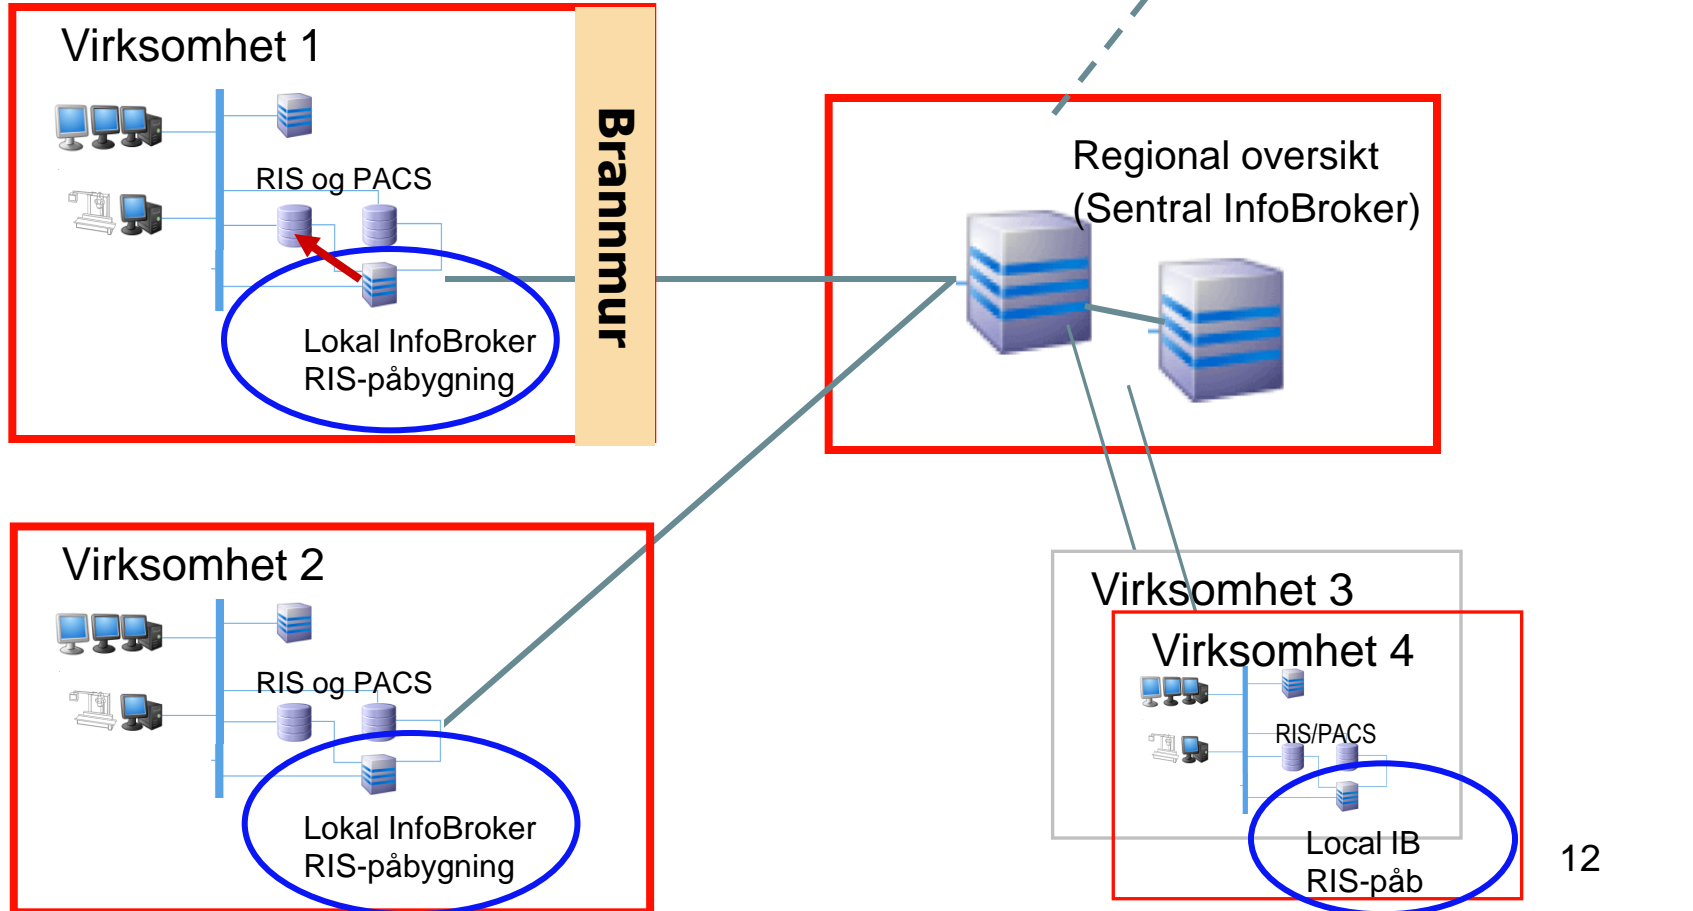 Virksomhet 1
RIS og PACS
Lokal InfoBroker
RIS-påbygning
Brannmur
Regional oversikt
(Sentral InfoBroker)
Virksomhet 2
RIS og PACS
Lokal InfoBroker
RIS-påbygning
Virksomhet 3
Virksomhet 4
RIS/PACS
Local IB
RIS-påb
12